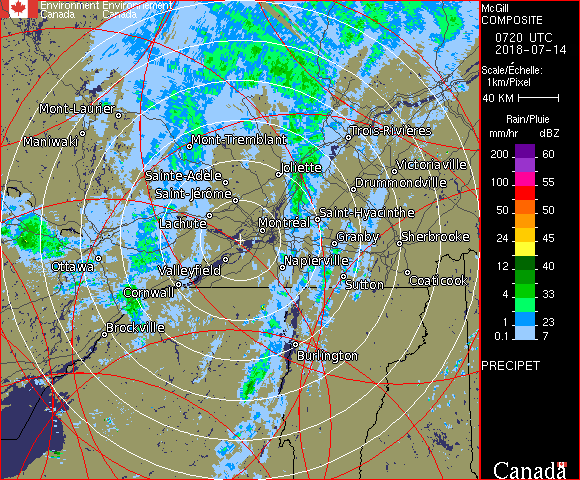 Environment Environnement
Canada Canada
McGill
COMPOSITE
0720 UTC
2018-07-14
Scale/Échelle:
1km/Pixel
40 KM
Rain/Pluie
mm/hr dBZ
200 60
100 55
50 50
24 45
12 40
4 33
0.1 23
7
PRECIPET
Canada
Mont-Laurier
Maniwaki
Mont-Tremblant
Trois-Rivières
Sainte-Adèle
Joliette
Victoriaville
Saint-Jérôme
Drummondville
Lachute
Montréal
Saint-Hyacinthe
Granby
Sherbrooke
Ottawa
Valleyfield
Napierville
Cornwall
Sutton
Coaticook
Brockville
Burlington